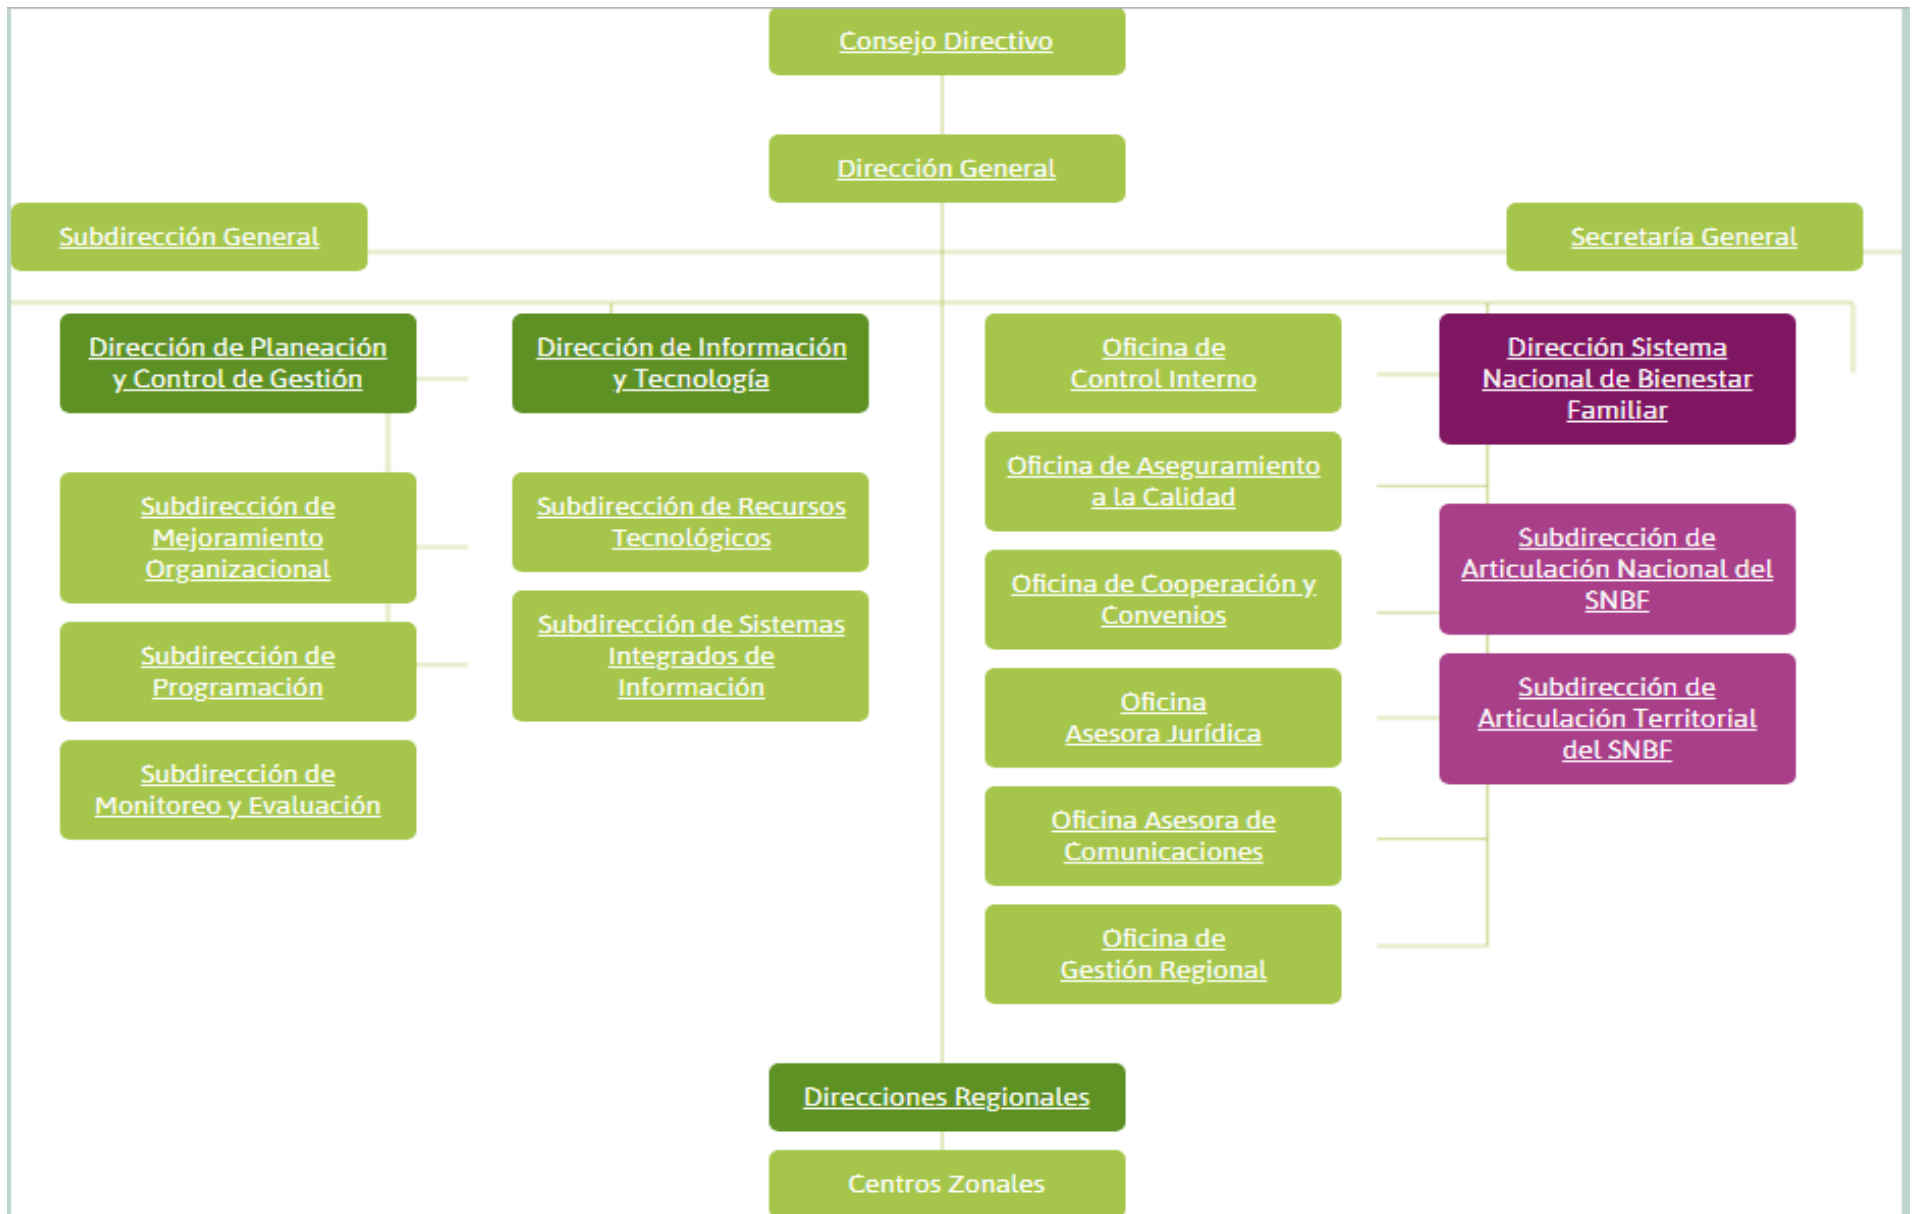 Consejo Directivo
Dirección General
Subdirección General
Secretaría General
Dirección de Planeación
y Control de Gestión
Subdirección de
Mejoramiento
Organizacional
Subdirección de
Programación
Subdirección de
Monitoreo y Evaluación
Dirección de Información
y Tecnología
Subdirección de Recursos
Tecnológicos
Subdirección de Sistemas
Integrados de
Información
Oficina de
Control Interno
Oficina de Aseguramiento
a la Calidad
Oficina de Cooperación y
Convenios
Oficina
Asesora Jurídica
Oficina Asesora de
Comunicaciones
Oficina de
Gestión Regional
Dirección Sistema
Nacional de Bienestar
Familiar
Subdirección de
Articulación Nacional del
SNBF
Subdirección de
Articulación Territorial
del SNBF
Direcciones Regionales
Centros Zonales